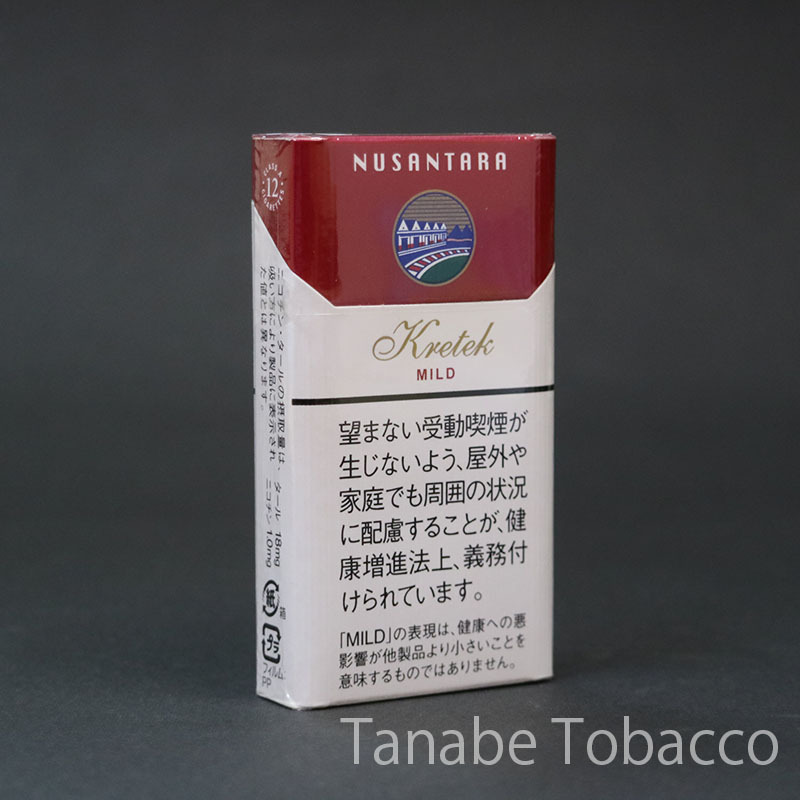 NUSANTARA
Kretek
MILD
望まない受動喫煙が
生じないよう、屋外や
家庭でも周囲の状況
に配慮することが、健
康増進法上、義務付
けられています。
「MILD」の表現は、健康への悪
影響が他製品より小さいことを
意味するものではありません。
CLASS A
12
CIGARETTES
ニコチン・タールの摂取量は、
吸い方により製品に表示され
た値とは異なります。
タール 18mg
ニコチン 1.0mg
紙
箱
プラ
フィルム
PP
Tanabe Tobacco